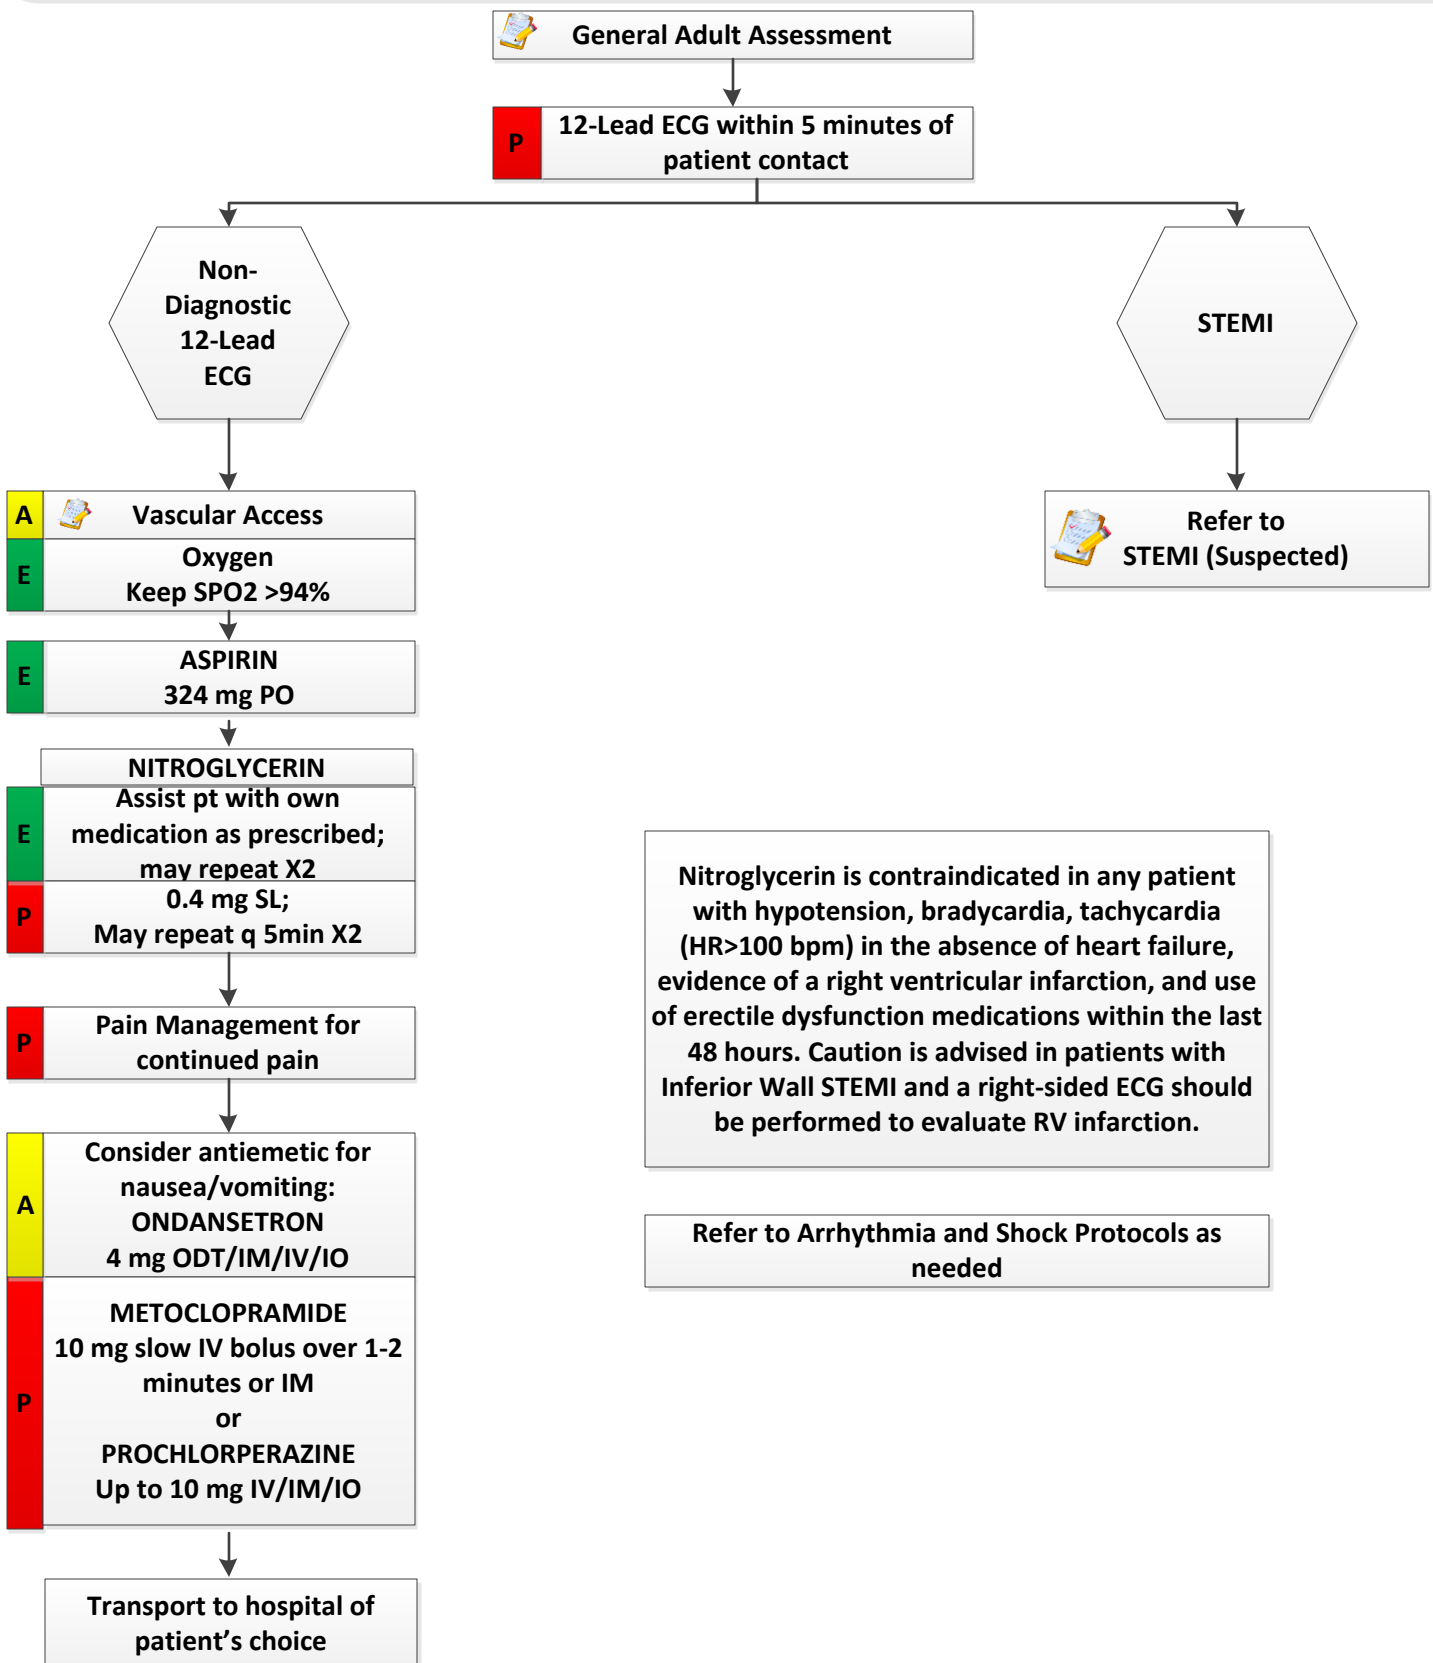 General Adult Assessment
P
12-Lead ECG within 5 minutes of
patient contact
Non-
Diagnostic
12-Lead
ECG
STEMI
A
Vascular Access
E
Oxygen
Keep SPO2 >94%
Refer to
STEMI (Suspected)
E
ASPIRIN
324 mg PO
NITROGLYCERIN
E
Assist pt with own
medication as prescribed;
may repeat X2
P
0.4 mg SL;
May repeat q 5min X2
P
Pain Management for
continued pain
A
Consider antiemetic for
nausea/vomiting:
ONDANSETRON
4 mg ODT/IM/IV/IO
P
METOCLOPRAMIDE
10 mg slow IV bolus over 1-2
minutes or IM
or
PROCHLORPERAZINE
Up to 10 mg IV/IM/IO
Transport to hospital of
patient's choice
Nitroglycerin is contraindicated in any patient
with hypotension, bradycardia, tachycardia
(HR>100 bpm) in the absence of heart failure,
evidence of a right ventricular infarction, and use
of erectile dysfunction medications within the last
48 hours. Caution is advised in patients with
Inferior Wall STEMI and a right-sided ECG should
be performed to evaluate RV infarction.
Refer to Arrhythmia and Shock Protocols as
needed